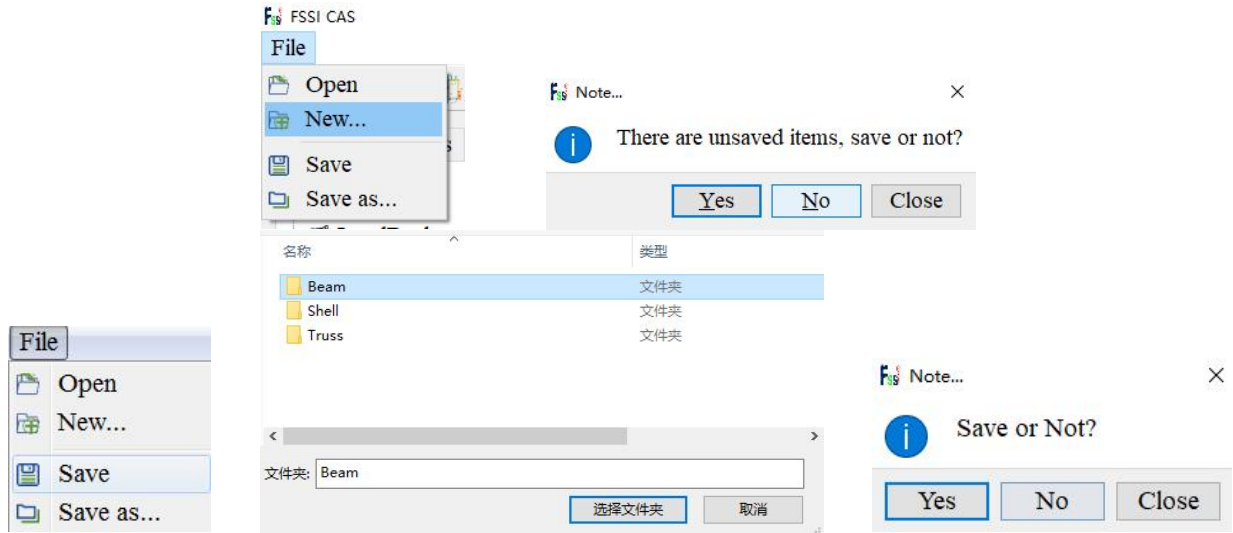 FSSI CAS
File
Open
New...
Save
Save as...
Note...
There are unsaved items, save or not?
Yes No Close
名称 类型
Beam 文件夹
Shell 文件夹
Truss 文件夹
文件夹: Beam
选择文件夹 取消
File
Open
New...
Save
Save as...
Note...
Save or Not?
Yes No Close